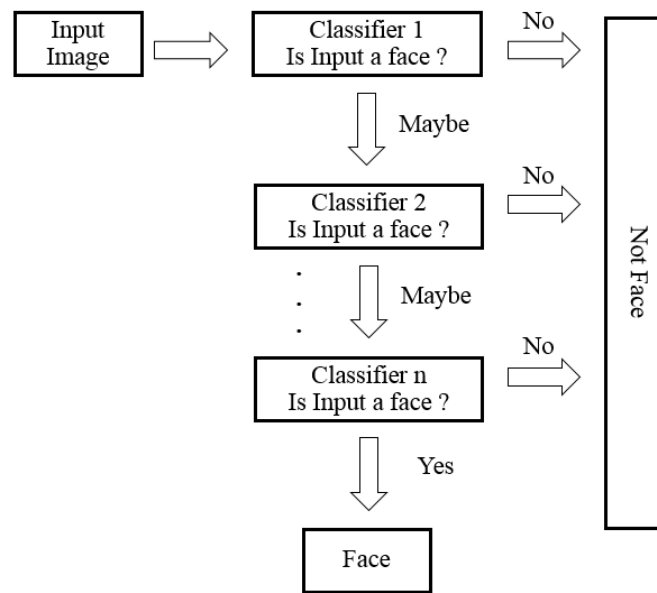 Input
Image
Classifier 1
Is Input a face ?
No
Maybe
Classifier 2
Is Input a face ?
No
Maybe
Classifier n
Is Input a face ?
No
Yes
Face
Not Face